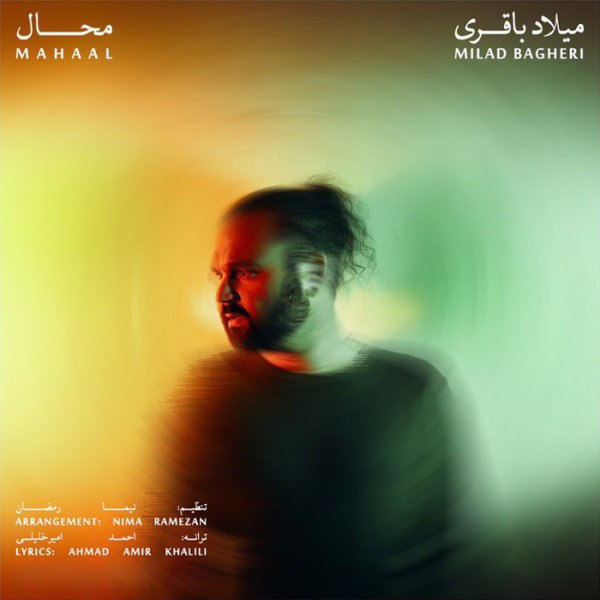 محال
MAHAAL
میلاد باقری
MILAD BAGHERI
تنظیم: نیما رمضان
ARRANGEMENT: NIMA RAMEZAN
ترانه: احمد امیرخلیلی
LYRICS: AHMAD AMIR KHALILI